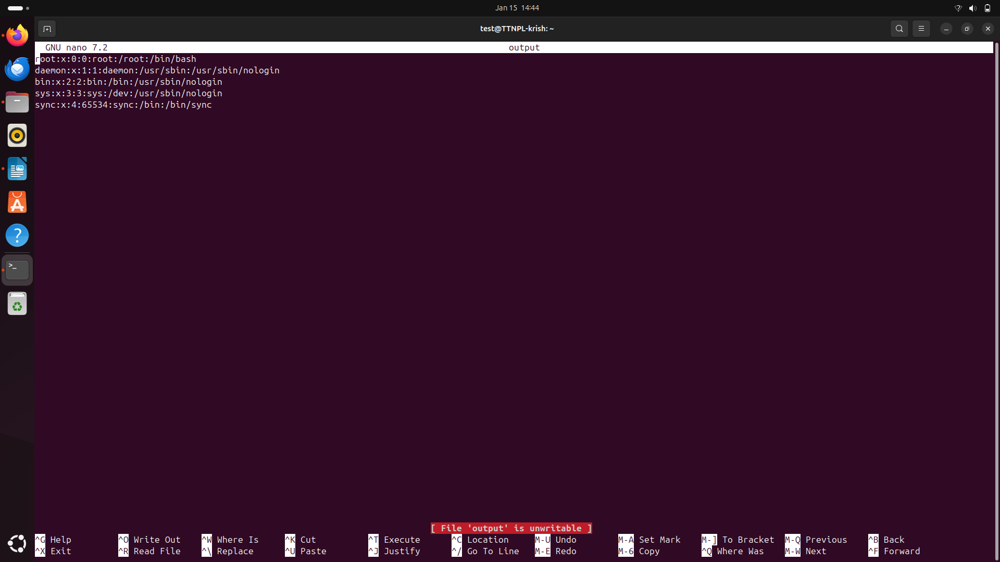 Jan 15 14:44
test@TTNPL-krish: ~
GNU nano 7.2 output
root:x:0:0:root:/root:/bin/bash
daemon:x:1:1:daemon:/usr/sbin:/usr/sbin/nologin
bin:x:2:2:bin:/bin:/usr/sbin/nologin
sys:x:3:3:sys:/dev:/usr/sbin/nologin
sync:x:4:65534:sync:/bin:/bin/sync
[ File 'output' is unwritable ]
^G Help ^O Write Out ^W Where Is ^K Cut ^T Execute ^C Location M-U Undo M-A Set Mark M-] To Bracket M-Q Previous ^B Back
^X Exit ^R Read File ^\ Replace ^U Paste ^J Justify ^/ Go To Line M-E Redo M-6 Copy ^Q Where Was M-W Next ^F Forward